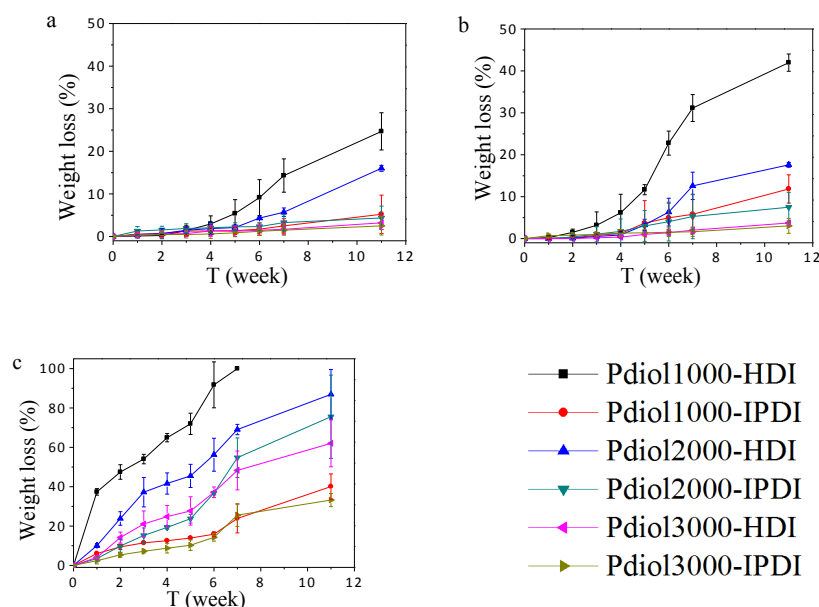 a
50
40
30
20
10
0
Weight loss (%)
0 2 4 6 8 10 12
T (week)
b
50
40
30
20
10
0
Weight loss (%)
0 2 4 6 8 10 12
T (week)
c
100
80
60
40
20
0
Weight loss (%)
0 2 4 6 8 10 12
T (week)
Pdiol1000-HDI
Pdiol1000-IPDI
Pdiol2000-HDI
Pdiol2000-IPDI
Pdiol3000-HDI
Pdiol3000-IPDI